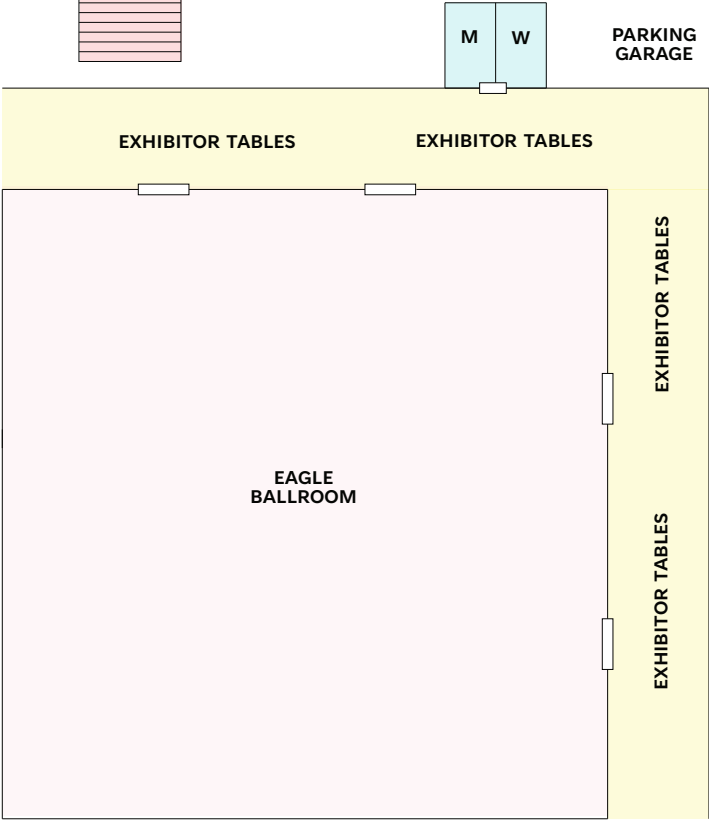 M W
PARKING
GARAGE
EXHIBITOR TABLES
EXHIBITOR TABLES
EXHIBITOR TABLES
EAGLE
BALLROOM
EXHIBITOR TABLES